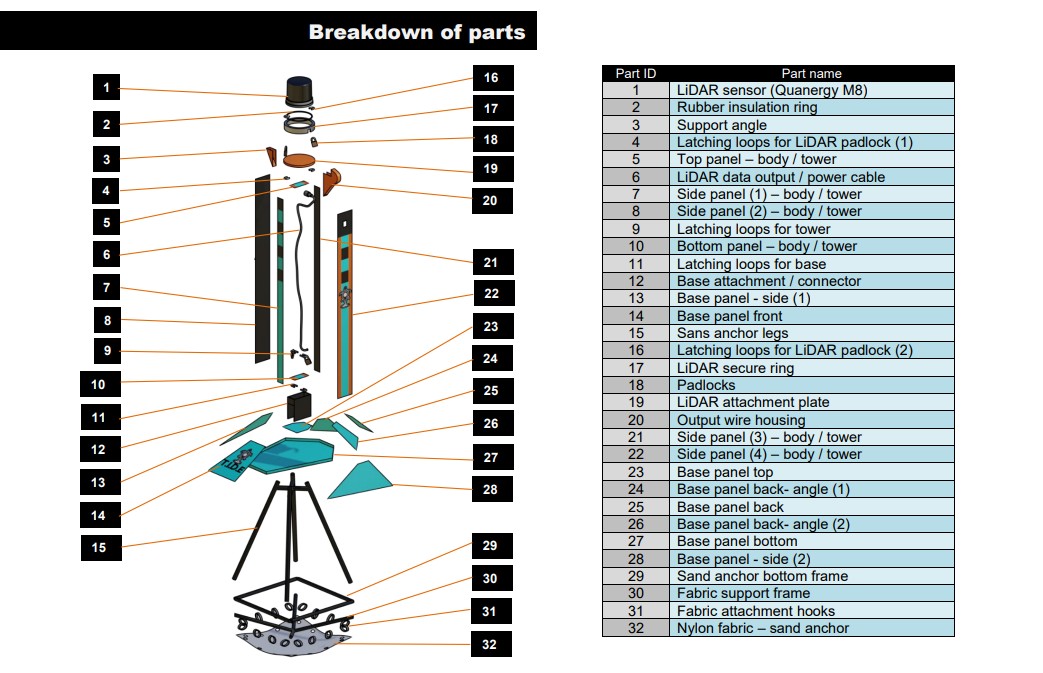 Breakdown of parts
1
2
3
4
5
6
7
8
9
10
11
12
13
14
15
16
17
18
19
20
21
22
23
24
25
26
27
28
29
30
31
32
TIDE
Part ID Part name
1 LiDAR sensor (Quanergy M8)
2 Rubber insulation ring
3 Support angle
4 Latching loops for LiDAR padlock (1)
5 Top panel – body / tower
6 LiDAR data output / power cable
7 Side panel (1) – body / tower
8 Side panel (2) – body / tower
9 Latching loops for tower
10 Bottom panel – body / tower
11 Latching loops for base
12 Base attachment / connector
13 Base panel - side (1)
14 Base panel front
15 Sans anchor legs
16 Latching loops for LiDAR padlock (2)
17 LiDAR secure ring
18 Padlocks
19 LiDAR attachment plate
20 Output wire housing
21 Side panel (3) – body / tower
22 Side panel (4) – body / tower
23 Base panel top
24 Base panel back- angle (1)
25 Base panel back
26 Base panel back- angle (2)
27 Base panel bottom
28 Base panel - side (2)
29 Sand anchor bottom frame
30 Fabric support frame
31 Fabric attachment hooks
32 Nylon fabric – sand anchor